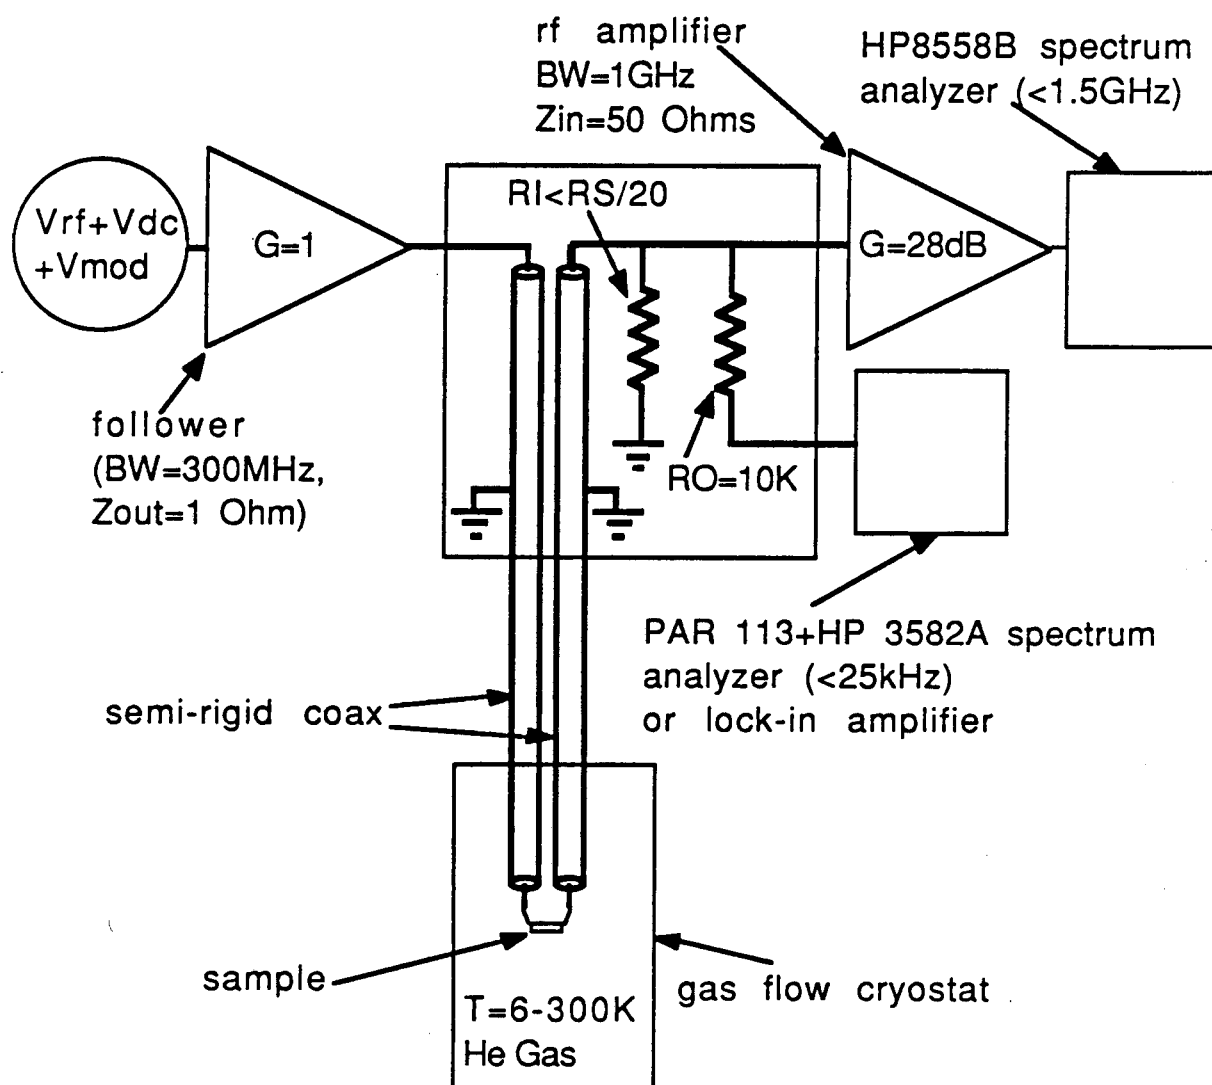 rf amplifier
BW=1GHz
Zin=50 Ohms
HP8558B spectrum
analyzer (<1.5GHz)
Vrf+Vdc
+Vmod
G=1
RI<RS/20
G=28dB
follower
(BW=300MHz,
Zout=1 Ohm)
RO=10K
PAR 113+HP 3582A spectrum
analyzer (<25kHz)
or lock-in amplifier
semi-rigid coax
sample
gas flow cryostat
T=6-300K
He Gas